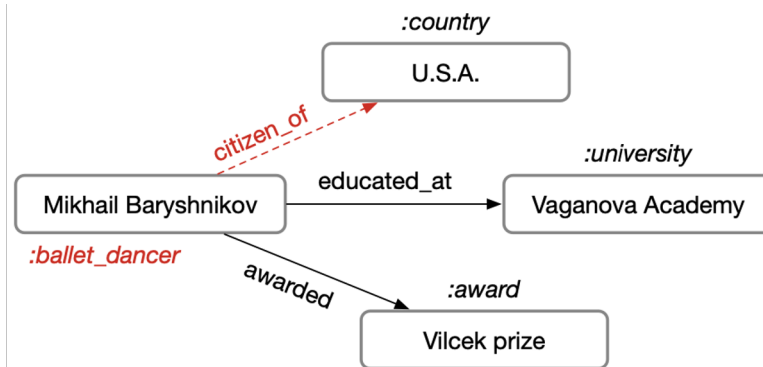 :country
U.S.A.
citizen_of
:university
educated_at
Mikhail Baryshnikov
Vaganova Academy
:ballet_dancer
awarded
:award
Vilcek prize